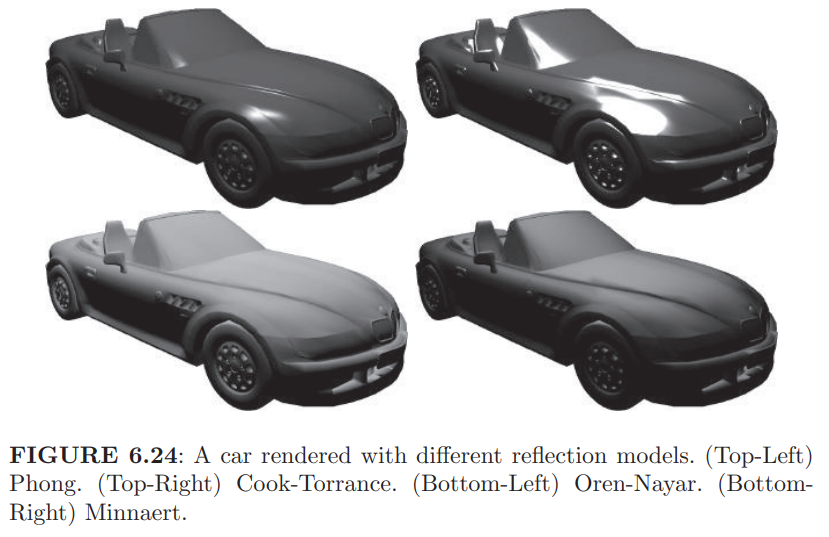 FIGURE 6.24: A car rendered with different reflection models. (Top-Left)
Phong. (Top-Right) Cook-Torrance. (Bottom-Left) Oren-Nayar. (Bottom-
Right) Minnaert.